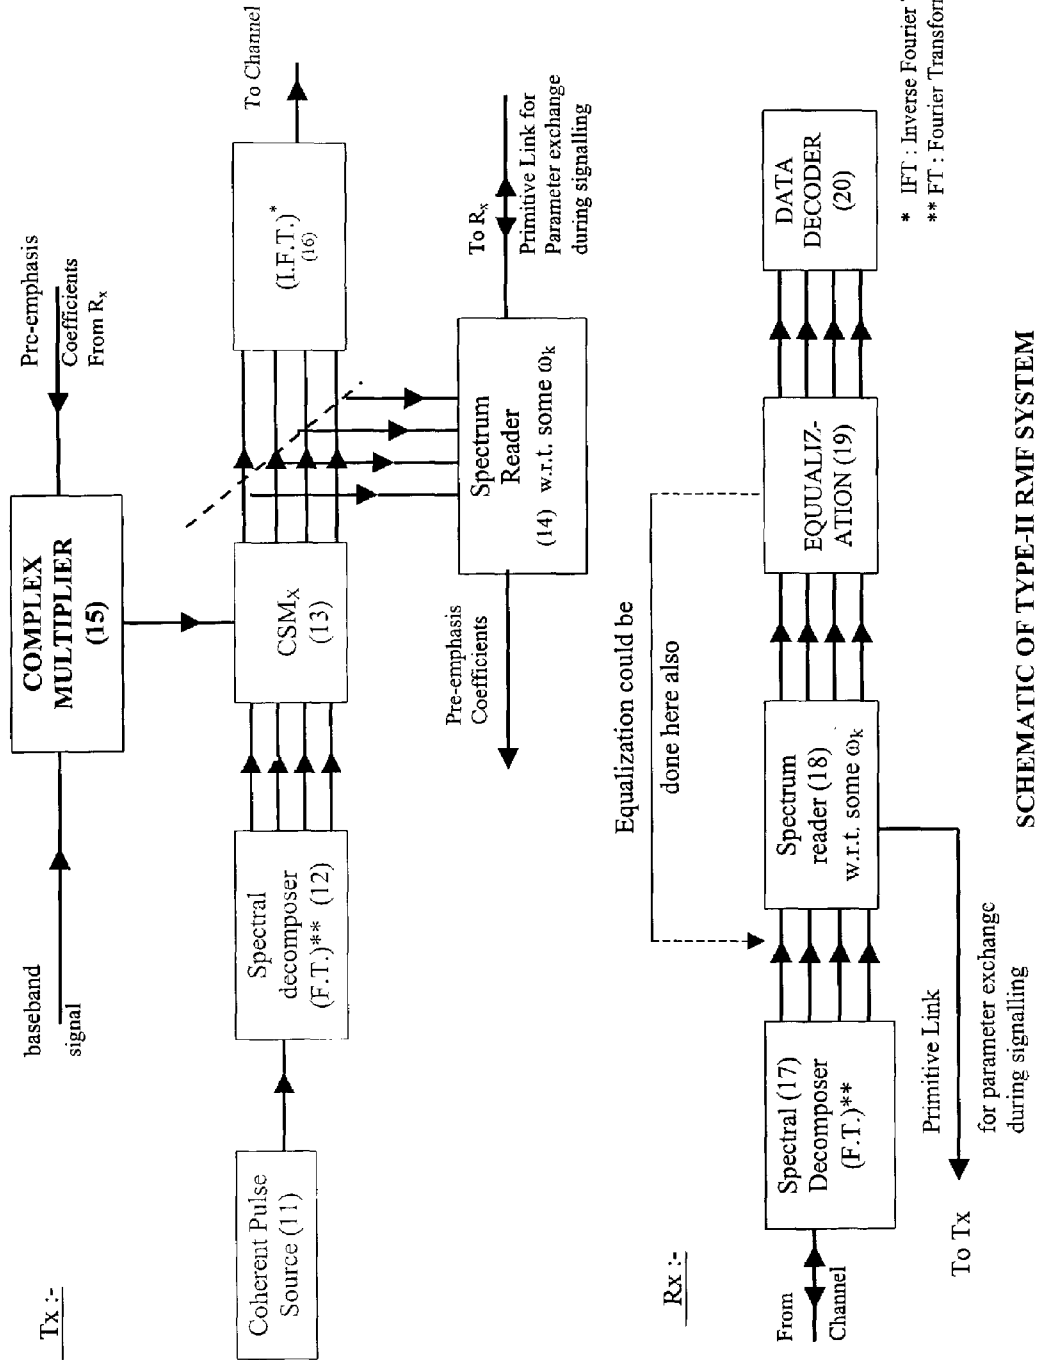 Tx :-
baseband
signal
COMPLEX
MULTIPLIER
(15)
Pre-emphasis
Coefficients
From Rx
Coherent Pulse
Source (11)
Spectral
decomposer
(F.T.)** (12)
CSMx
(13)
(I.F.T.)*
(16)
To Channel
Pre-emphasis
Coefficients
Spectrum
Reader
(14) w.r.t. some ωk
To Rx
Primitive Link for
Parameter exchange
during signalling
Rx :-
From
Channel
Spectral (17)
Decomposer
(F.T.)**
Equalization could be
done here also
Spectrum
reader (18)
w.r.t. some ωk
EQUUALIZ-
ATION (19)
DATA
DECODER
(20)
To Tx
Primitive Link
for parameter exchange
during signalling
* IFT : Inverse Fourier
** FT : Fourier
SCHEMATIC OF TYPE-II RMF SYSTEM